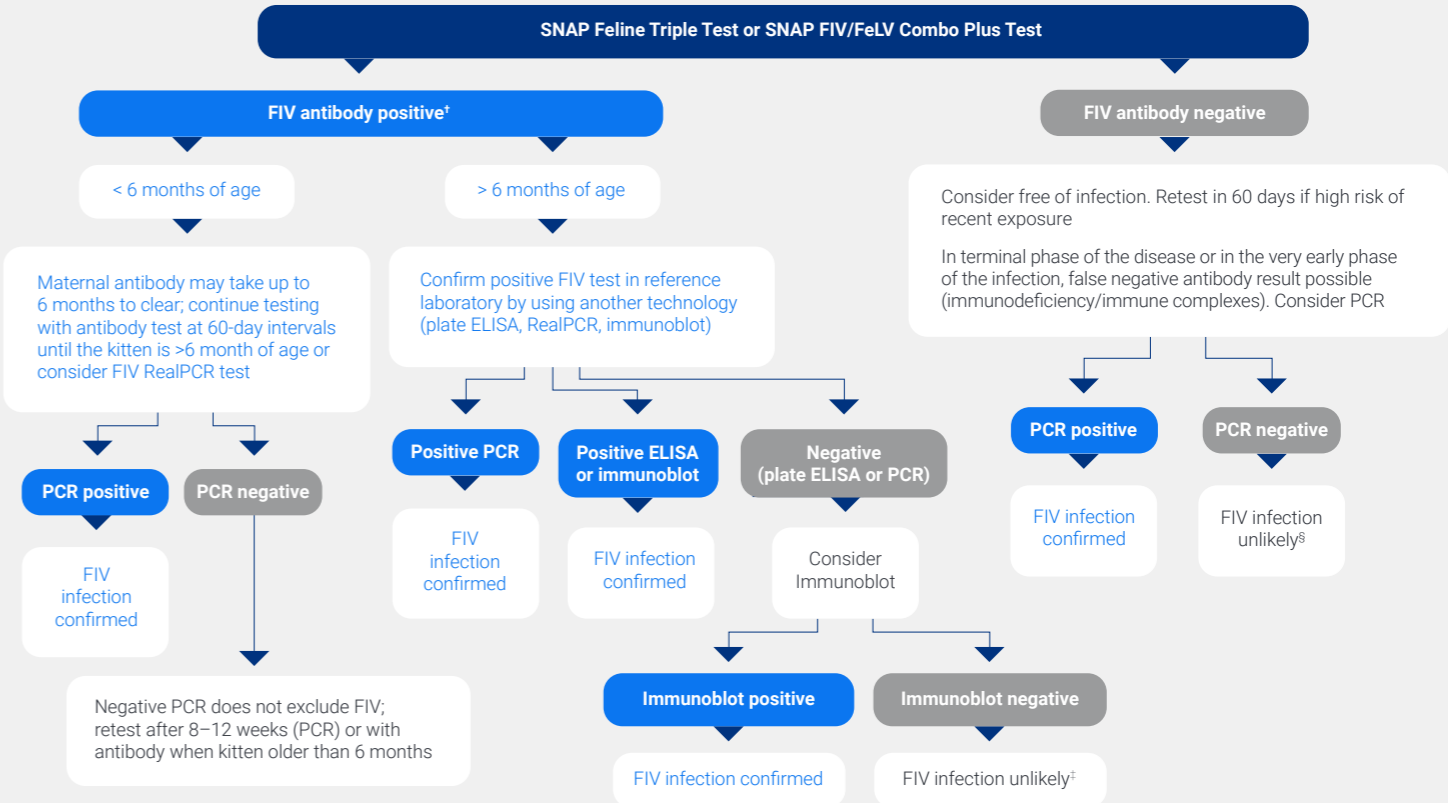 SNAP Feline Triple Test or SNAP FIV/FeLV Combo Plus Test
FIV antibody positive†
< 6 months of age
Maternal antibody may take up to
6 months to clear; continue testing
with antibody test at 60-day intervals
until the kitten is >6 month of age or
consider FIV RealPCR test
PCR positive
FIV
infection
confirmed
PCR negative
Negative PCR does not exclude FIV;
retest after 8–12 weeks (PCR) or with
antibody when kitten older than 6 months
> 6 months of age
Confirm positive FIV test in reference
laboratory by using another technology
(plate ELISA, RealPCR, immunoblot)
Positive PCR
FIV
infection
confirmed
Positive ELISA
or immunoblot
FIV infection
confirmed
Negative
(plate ELISA or PCR)
Consider
Immunoblot
Immunoblot positive
FIV infection confirmed
Immunoblot negative
FIV infection unlikely‡
FIV antibody negative
Consider free of infection. Retest in 60 days if high risk of
recent exposure
In terminal phase of the disease or in the very early phase
of the infection, false negative antibody result possible
(immunodeficiency/immune complexes). Consider PCR
PCR positive
FIV infection
confirmed
PCR negative
FIV infection
unlikely§